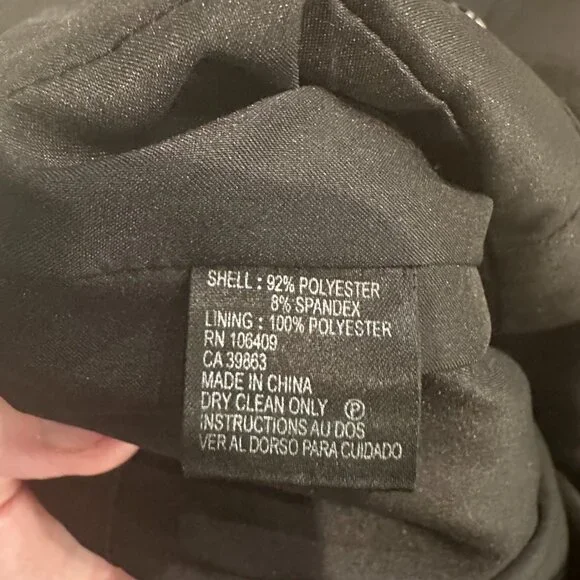 SHELL : 92% POLYESTER
8% SPANDEX
LINING : 100% POLYESTER
RN 106409
CA 39863
MADE IN CHINA
DRY CLEAN ONLY Ⓟ
INSTRUCTIONS AU DOS
VER AL DORSO PARA CUIDADO